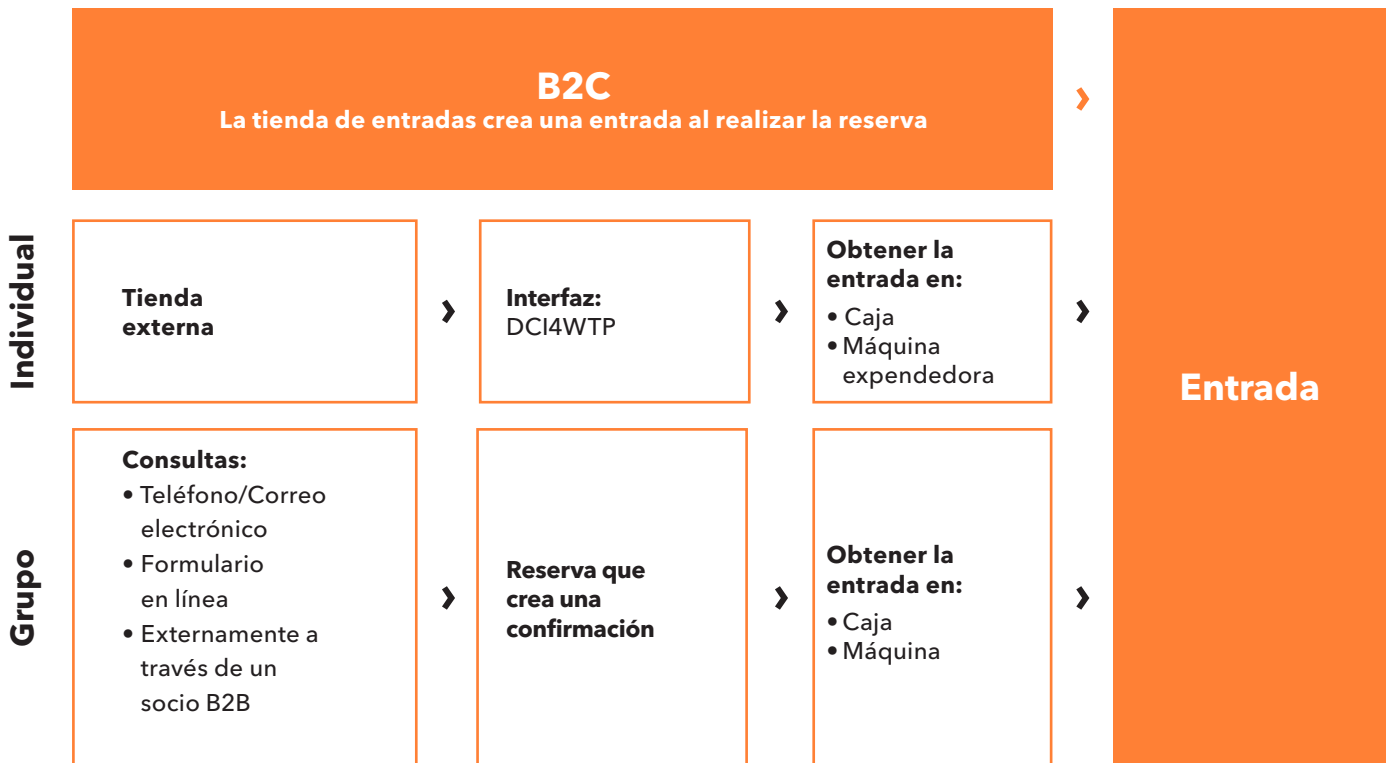 B2C
La tienda de entradas crea una entrada al realizar la reserva
›
Individual
Tienda
externa
›
Interfaz:
DCI4WTP
›
Obtener la
entrada en:
• Caja
• Máquina
expendedora
›
Entrada
Grupo
Consultas:
• Teléfono/Correo
electrónico
• Formulario
en línea
• Externamente a
través de un
socio B2B
›
Reserva que
crea una
confirmación
›
Obtener la
entrada en:
• Caja
• Máquina
›